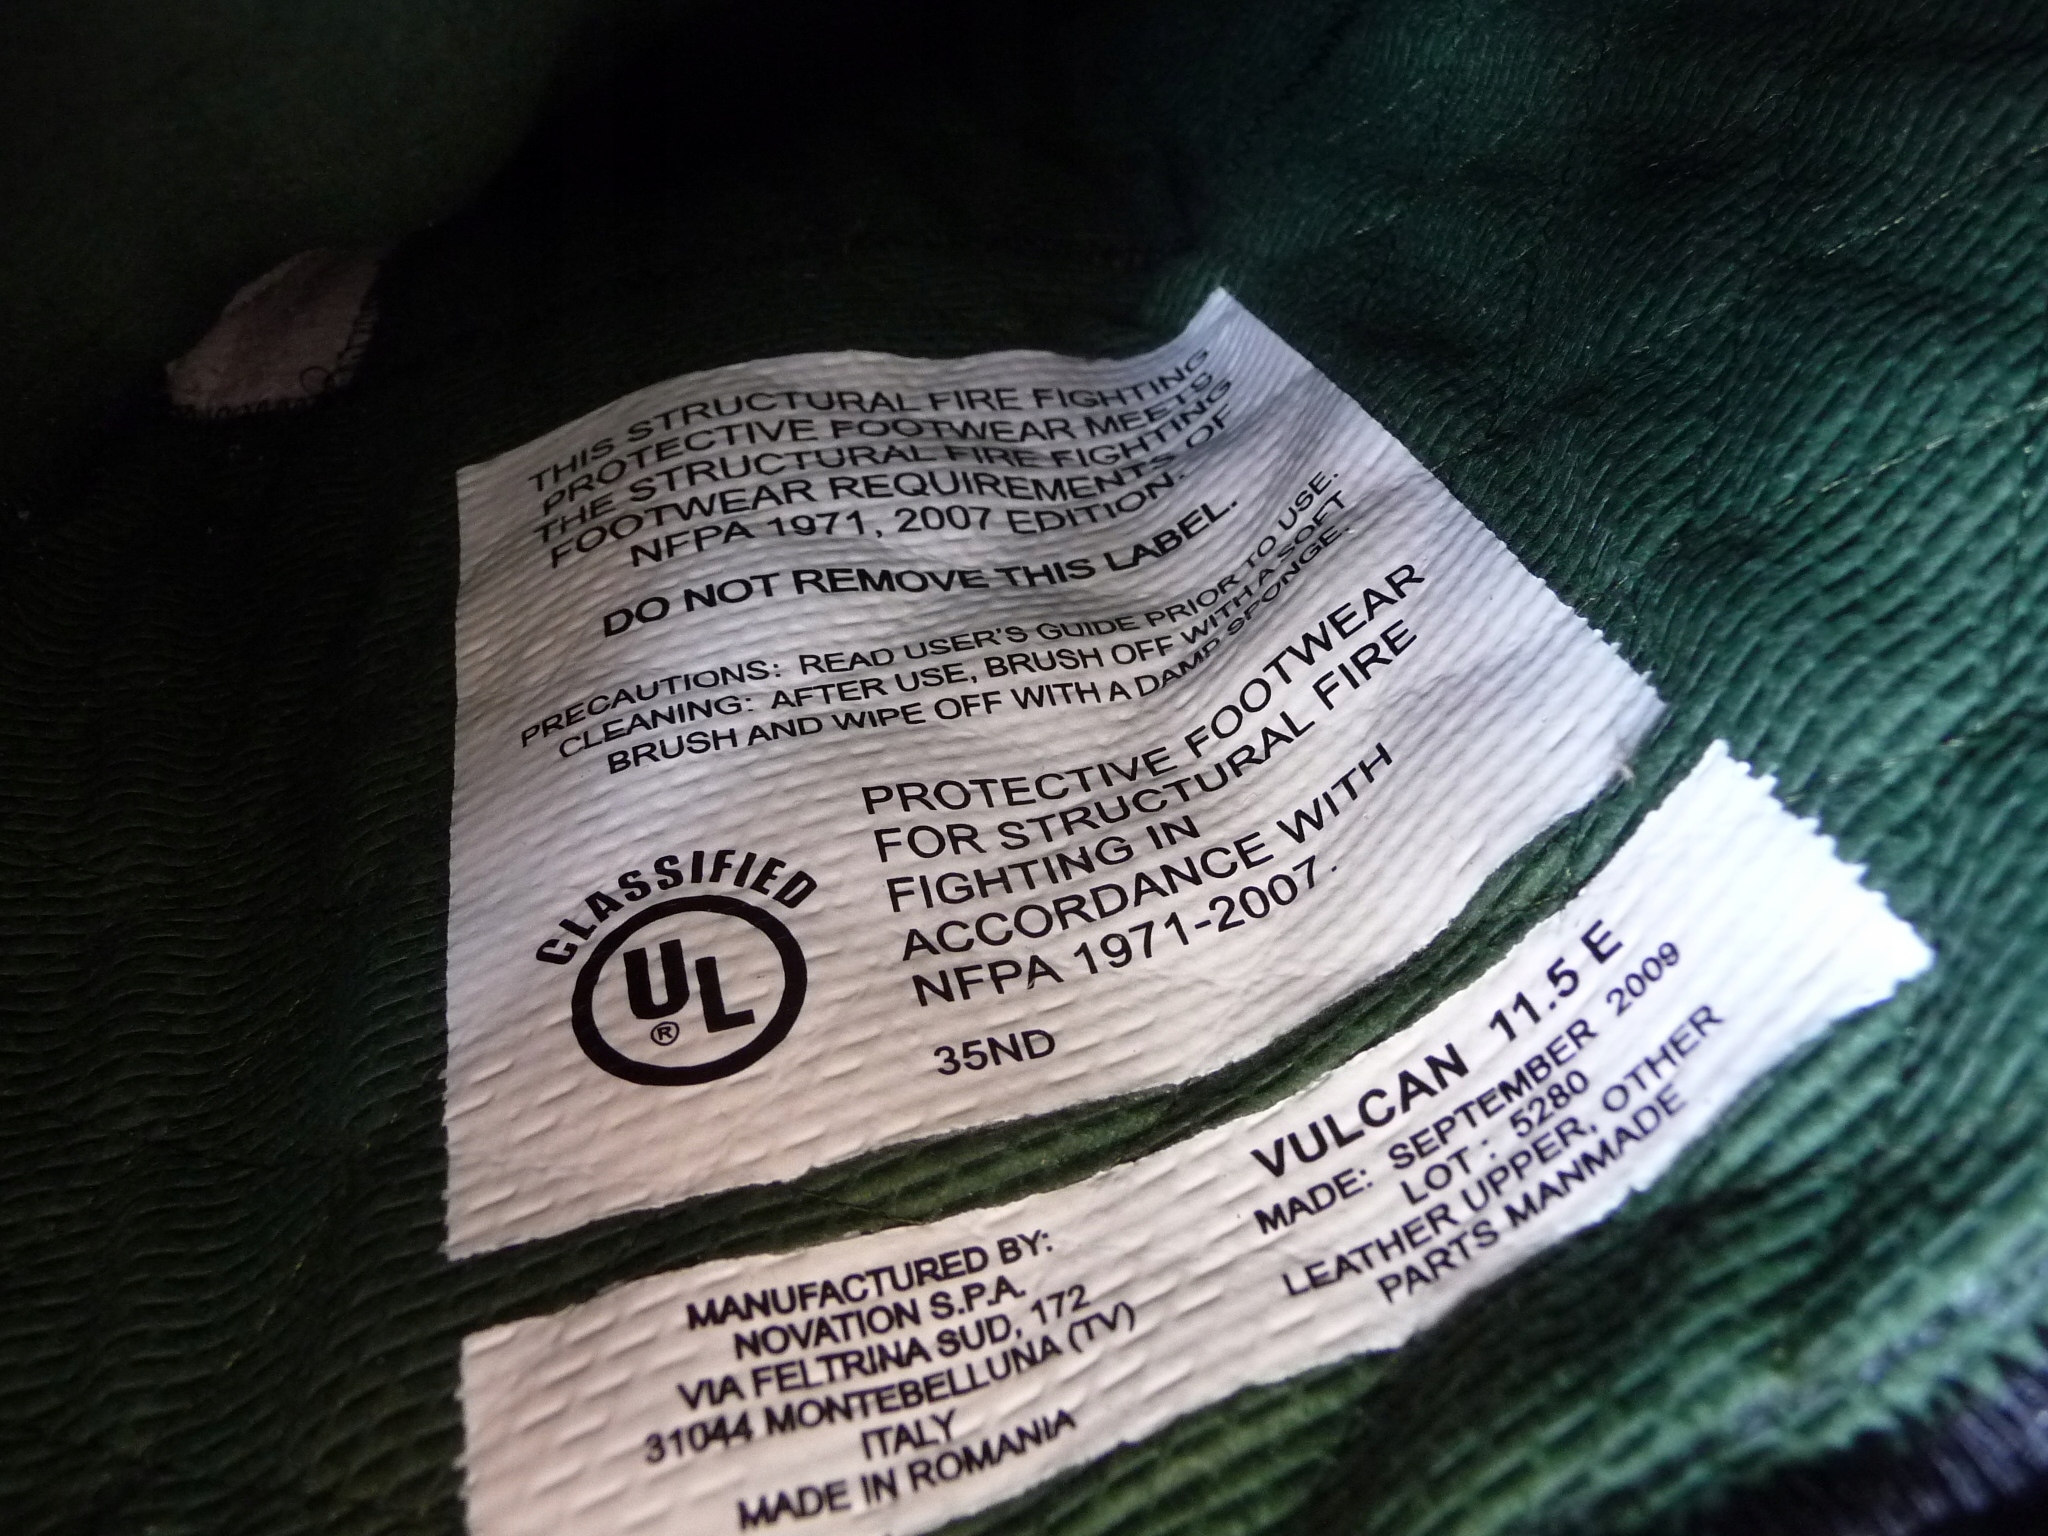 THIS STRUCTURAL FIRE FIGHTING
PROTECTIVE FOOTWEAR MEETS
THE STRUCTURAL FIRE FIGHTING
FOOTWEAR REQUIREMENTS OF
NFPA 1971, 2007 EDITION.
DO NOT REMOVE THIS LABEL.
PRECAUTIONS: READ USER'S GUIDE PRIOR TO USE.
CLEANING: AFTER USE, BRUSH OFF WITH A SOFT
BRUSH AND WIPE OFF WITH A DAMP SPONGE.
CLASSIFIED
UL
®
PROTECTIVE FOOTWEAR
FOR STRUCTURAL FIRE
FIGHTING IN
ACCORDANCE WITH
NFPA 1971-2007.
35ND
MANUFACTURED BY:
NOVATION S.P.A.
VIA FELTRINA SUD, 172
31044 MONTEBELLUNA (TV)
ITALY
MADE IN ROMANIA
VULCAN 11.5 E
MADE: SEPTEMBER 2009
LOT : 5280
LEATHER UPPER, OTHER
PARTS MANMADE